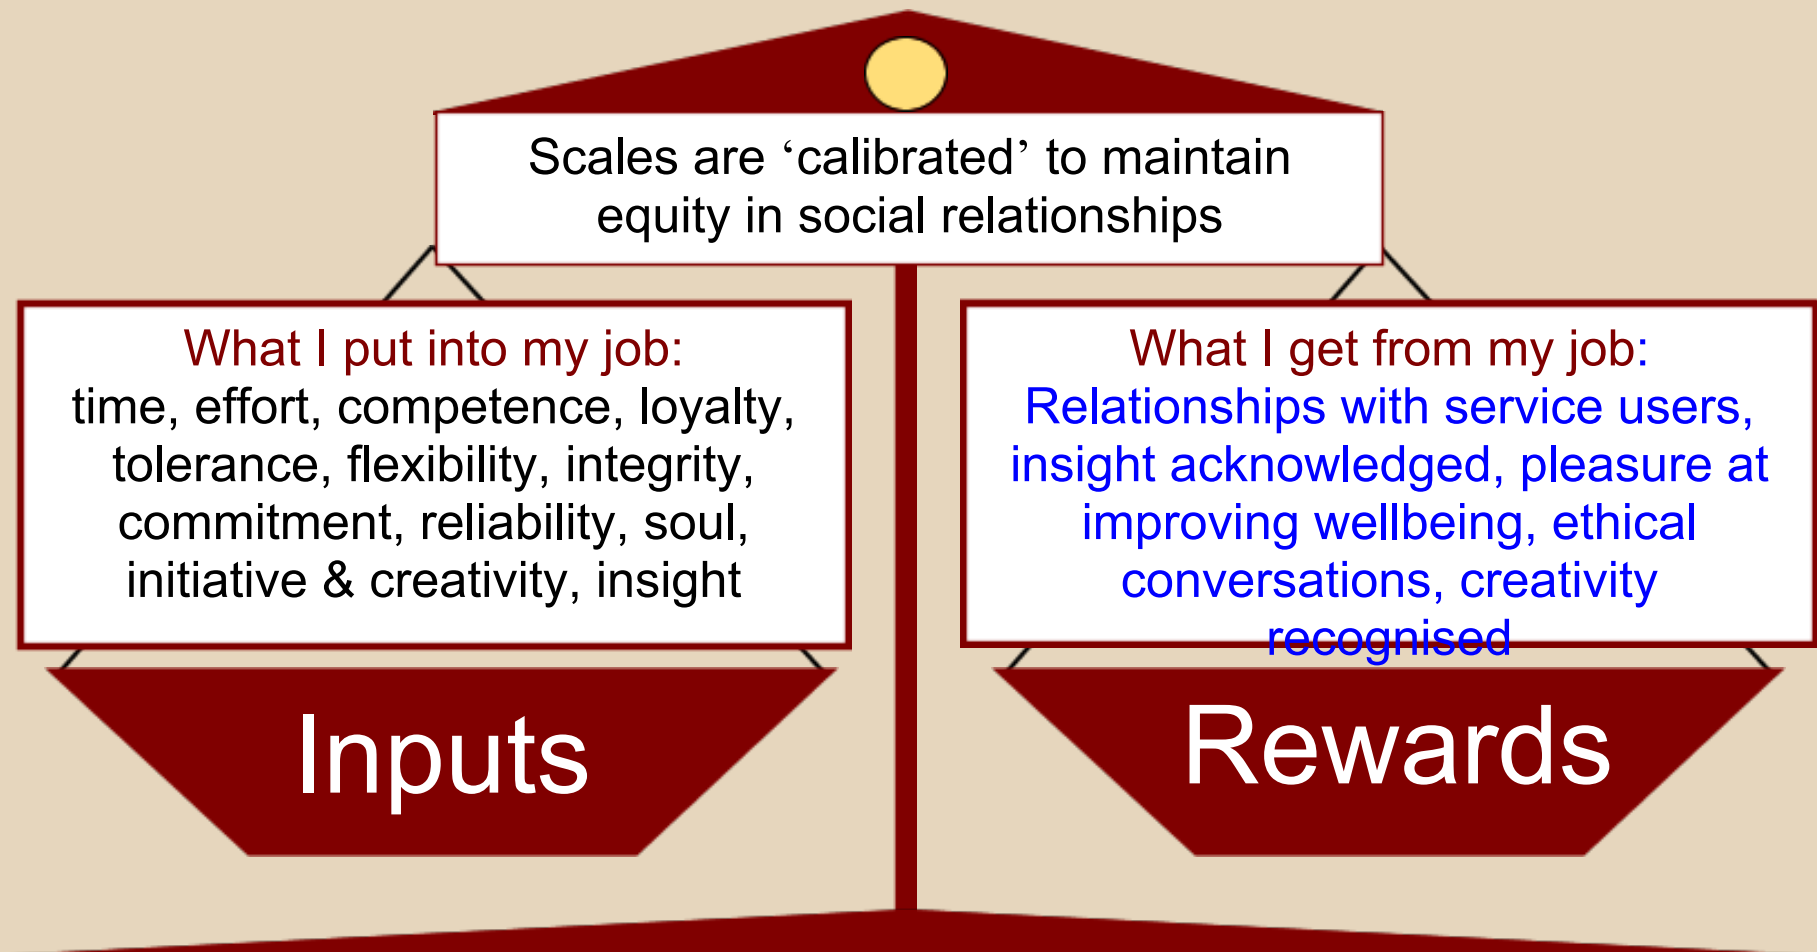 Scales are ‘calibrated’ to maintain
equity in social relationships
What I put into my job:
time, effort, competence, loyalty,
tolerance, flexibility, integrity,
commitment, reliability, soul,
initiative & creativity, insight
Inputs
What I get from my job:
Relationships with service users,
insight acknowledged, pleasure at
improving wellbeing, ethical
conversations, creativity
recognised
Rewards